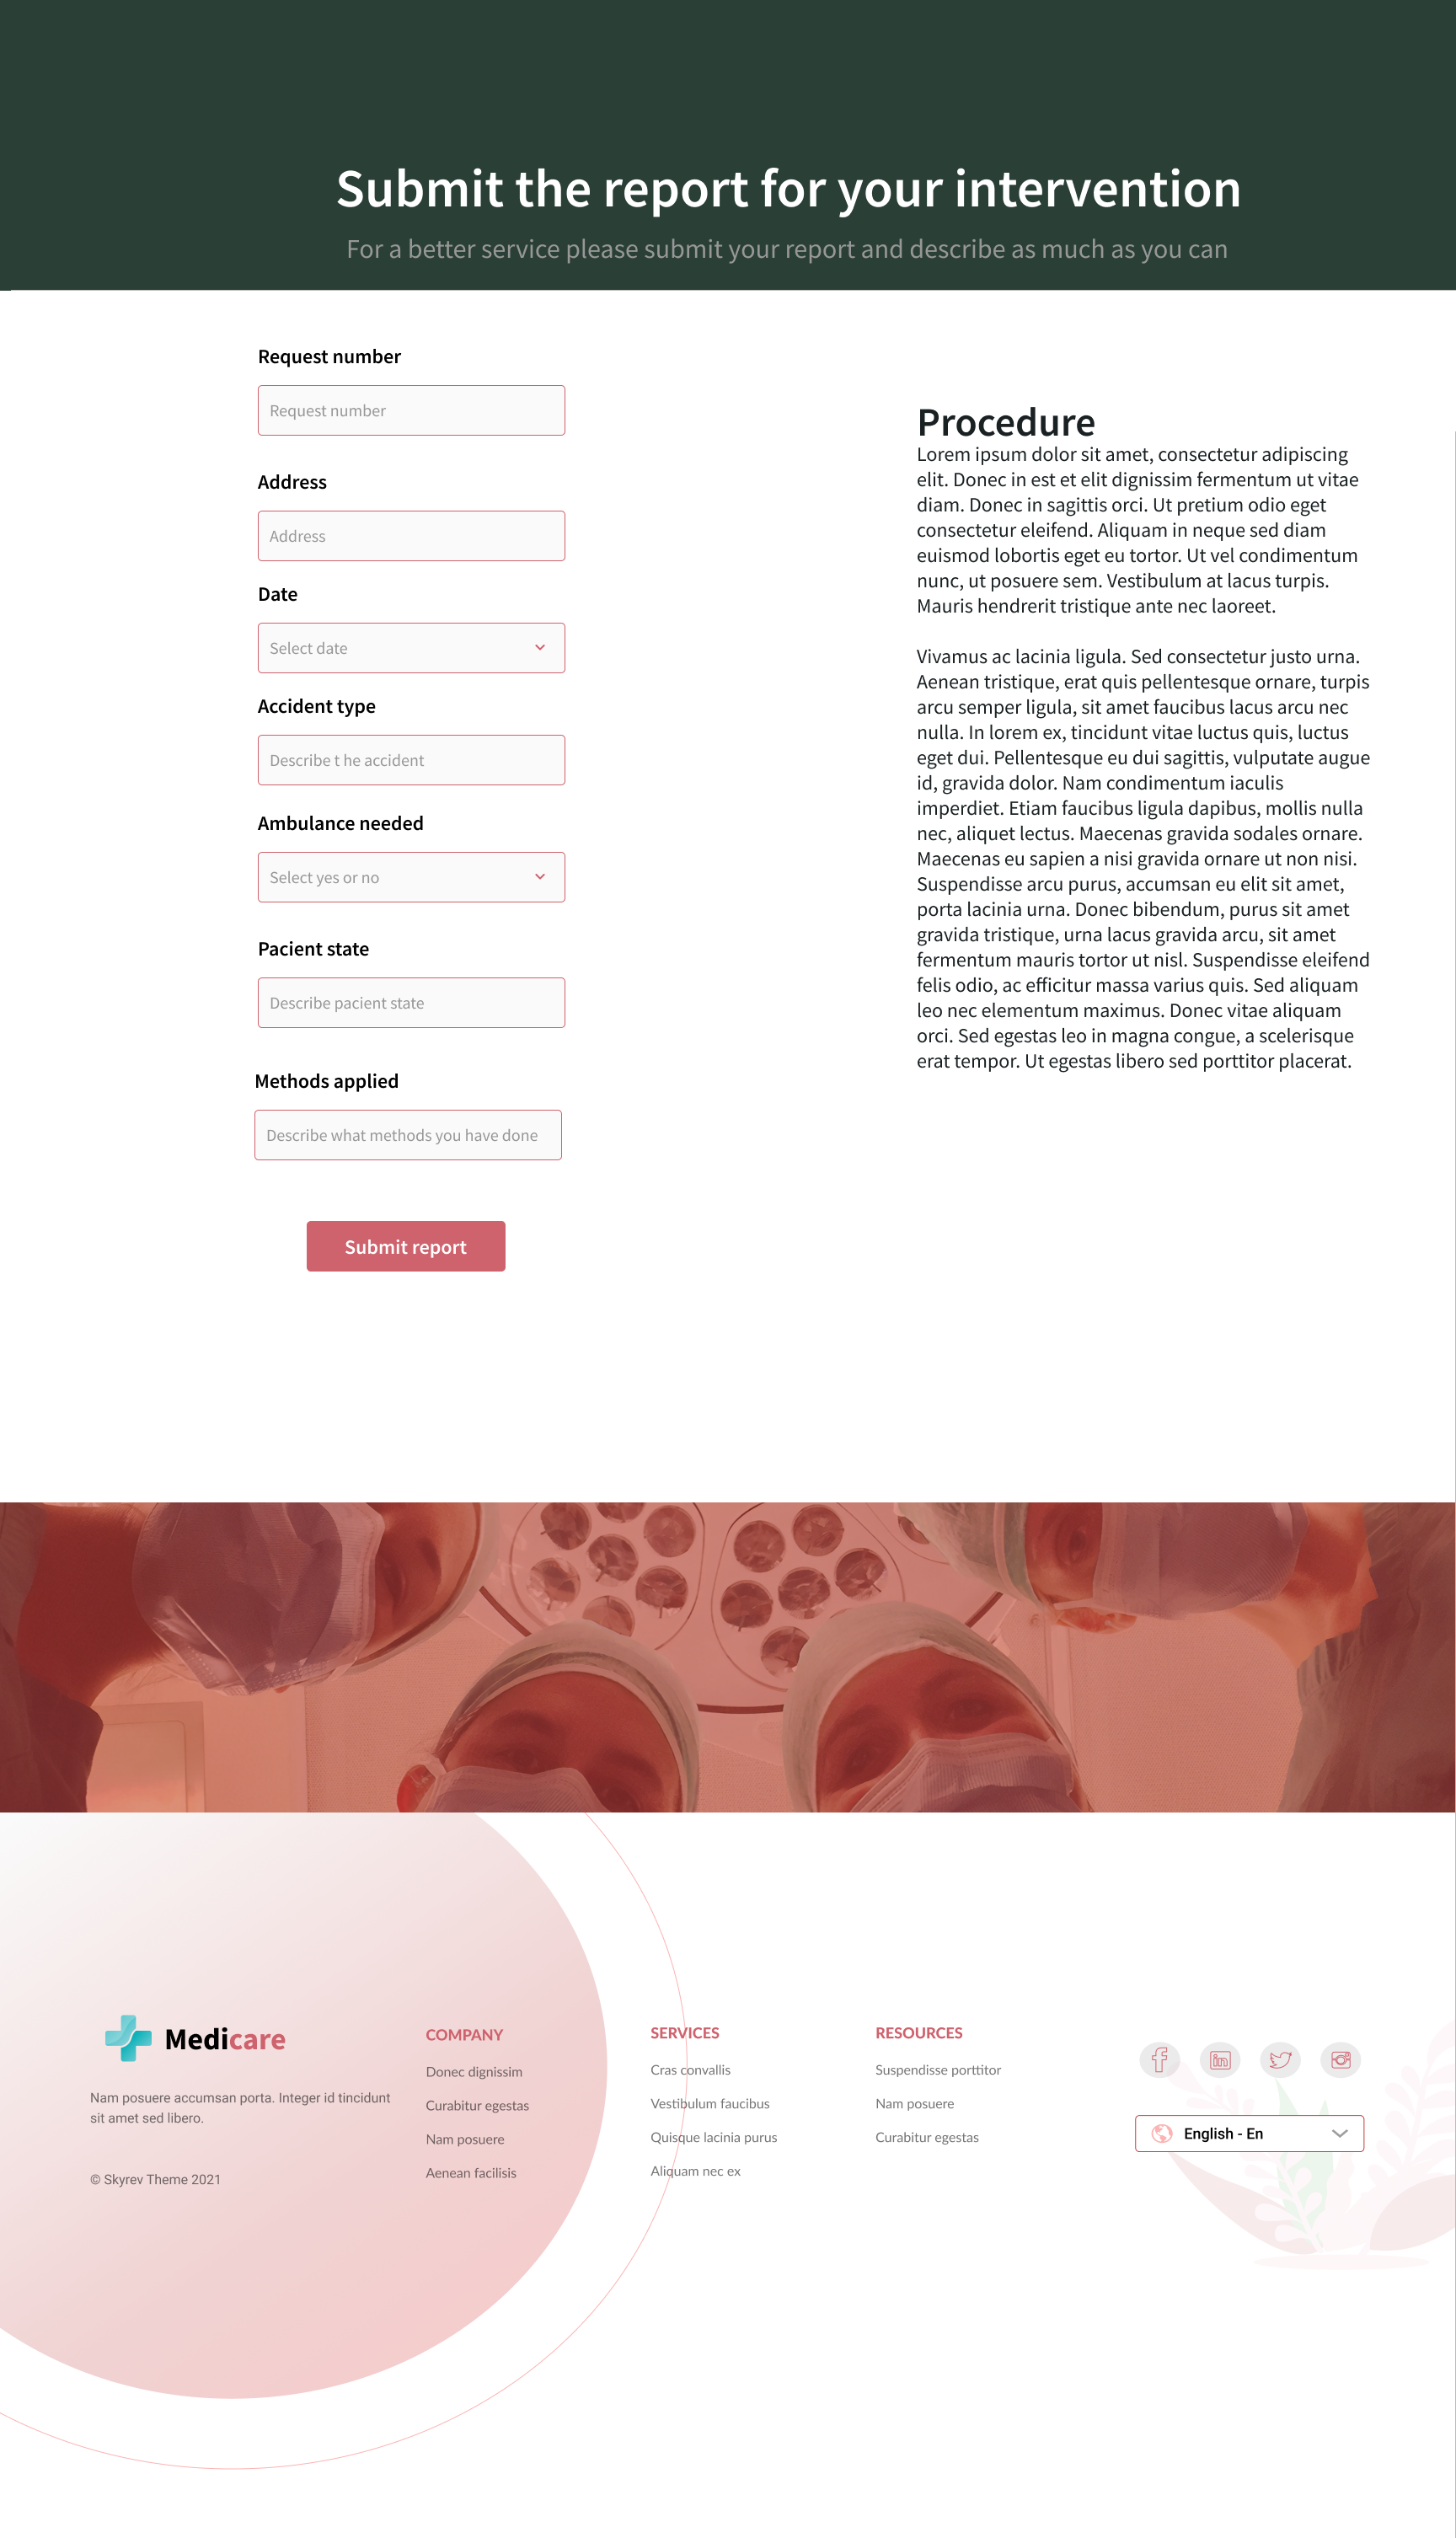 Submit the report for your intervention
For a better service please submit your report and describe as much as you can
Request number
Request number
Address
Address
Date
Select date
Accident type
Describe t he accident
Ambulance needed
Select yes or no
Pacient state
Describe pacient state
Methods applied
Describe what methods you have done
Submit report
Procedure
Lorem ipsum dolor sit amet, consectetur adipiscing
elit. Donec in est et elit dignissim fermentum ut vitae
diam. Donec in sagittis orci. Ut pretium odio eget
consectetur eleifend. Aliquam in neque sed diam
euismod lobortis eget eu tortor. Ut vel condimentum
nunc, ut posuere sem. Vestibulum at lacus turpis.
Mauris hendrerit tristique ante nec laoreet.
Vivamus ac lacinia ligula. Sed consectetur justo urna.
Aenean tristique, erat quis pellentesque ornare, turpis
arcu semper ligula, sit amet faucibus lacus arcu nec
nulla. In lorem ex, tincidunt vitae luctus quis, luctus
eget dui. Pellentesque eu dui sagittis, vulputate augue
id, gravida dolor. Nam condimentum iaculis
imperdiet. Etiam faucibus ligula dapibus, mollis nulla
nec, aliquet lectus. Maecenas gravida sodales ornare.
Maecenas eu sapien a nisi gravida ornare ut non nisi.
Suspendisse arcu purus, accumsan eu elit sit amet,
porta lacinia urna. Donec bibendum, purus sit amet
gravida tristique, urna lacus gravida arcu, sit amet
fermentum mauris tortor ut nisl. Suspendisse eleifend
felis odio, ac efficitur massa varius quis. Sed aliquam
leo nec elementum maximus. Donec vitae aliquam
orci. Sed egestas leo in magna congue, a scelerisque
erat tempor. Ut egestas libero sed porttitor placerat.
Medicare
Nam posuere accumsan porta. Integer id tincidunt
sit amet sed libero.
© Skyrev Theme 2021
COMPANY
Donec dignissim
Curabitur egestas
Nam posuere
Aenean facilisis
SERVICES
Cras convallis
Vestibulum faucibus
Quisque lacinia purus
Aliquam nec ex
RESOURCES
Suspendisse porttitor
Nam posuere
Curabitur egestas
English - En